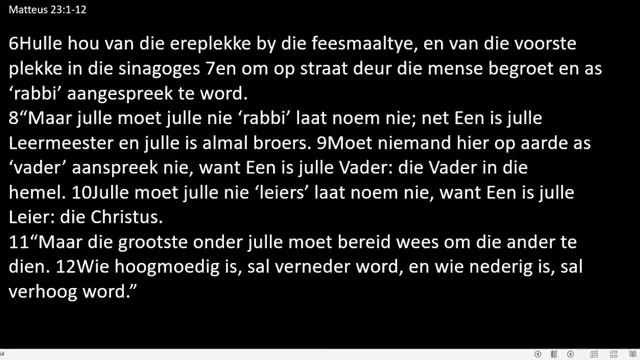 Matteus 23:1-12
6Hulle hou van die ereplekke by die feesmaaltye, en van die voorste
plekke in die sinagoges 7en om op straat deur die mense begroet en as
‘rabbi’ aangespreek te word.
8“Maar julle moet julle nie ‘rabbi’ laat noem nie; net Een is julle
Leermeester en julle is almal broers. 9Moet niemand hier op aarde as
‘vader’ aanspreek nie, want Een is julle Vader: die Vader in die
hemel. 10Julle moet julle nie ‘leiers’ laat noem nie, want Een is julle
Leier: die Christus.
11“Maar die grootste onder julle moet bereid wees om die ander te
dien. 12Wie hoogmoedig is, sal verneder word, en wie nederig is, sal
verhoog word.”